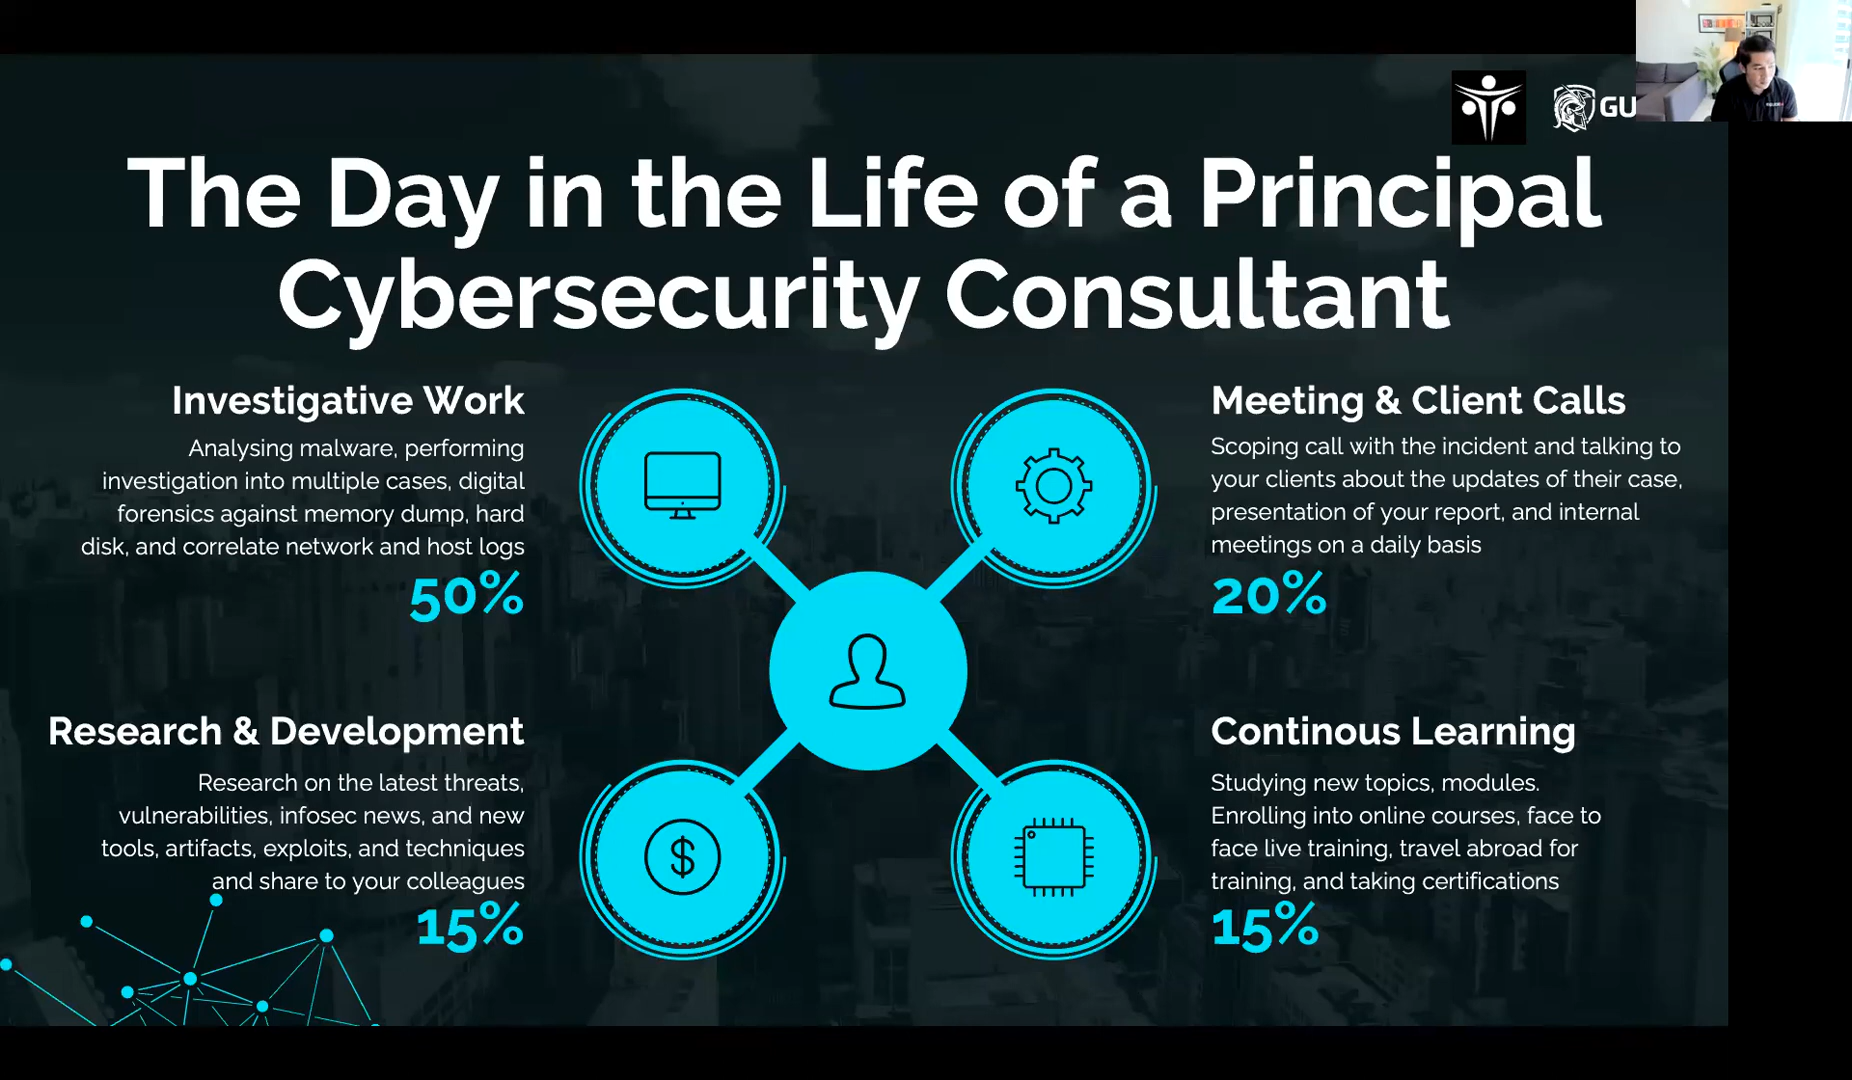 GU
The Day in the Life of a Principal
Cybersecurity Consultant
Investigative Work
Analysing malware, performing
investigation into multiple cases, digital
forensics against memory dump, hard
disk, and correlate network and host logs
50%
Meeting & Client Calls
Scoping call with the incident and talking to
your clients about the updates of their case,
presentation of your report, and internal
meetings on a daily basis
20%
Research & Development
Research on the latest threats,
vulnerabilities, infosec news, and new
tools, artifacts, exploits, and techniques
and share to your colleagues
15%
Continous Learning
Studying new topics, modules.
Enrolling into online courses, face to
face live training, travel abroad for
training, and taking certifications
15%